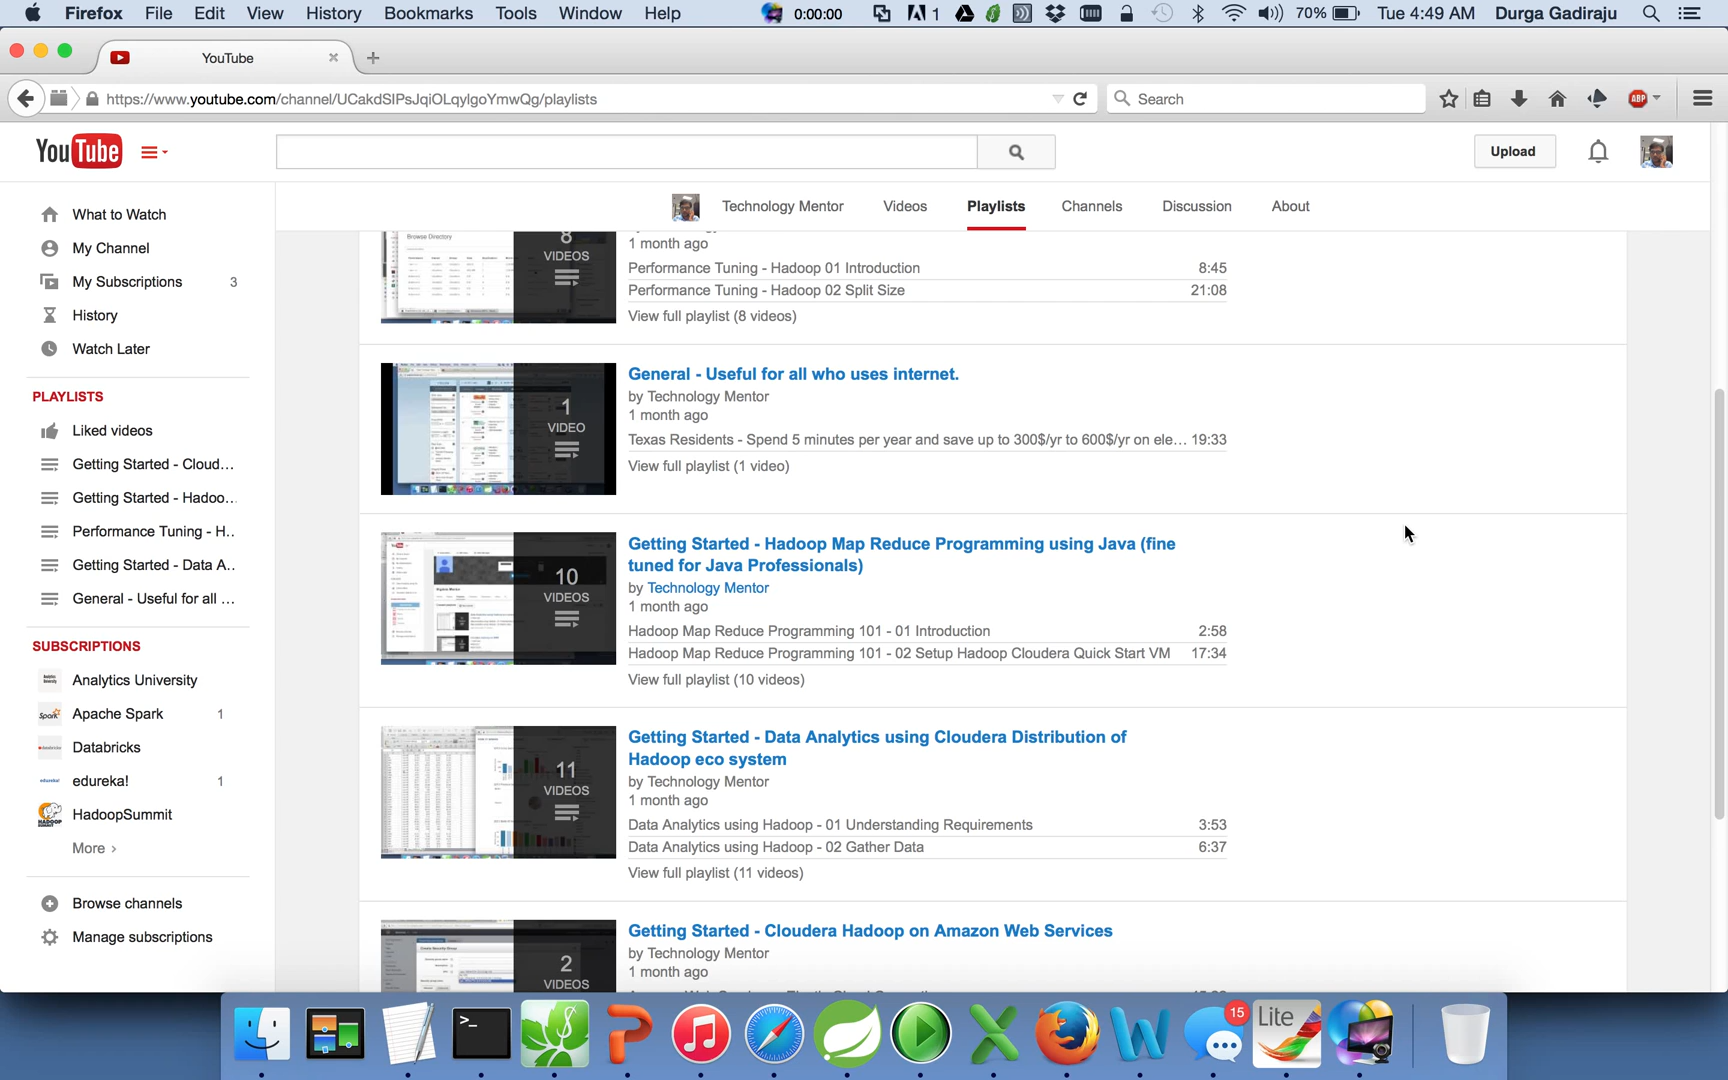 Firefox File Edit View History Bookmarks Tools Window Help 0:00:00 1 70% Tue 4:49 AM Durga Gadiraju
YouTube
https://www.youtube.com/channel/UCakdSIPsJqiOLqylgoYmwQg/playlists
Search
ABP
YouTube
Upload
Technology Mentor Videos Playlists Channels Discussion About
What to Watch
My Channel
My Subscriptions 3
History
Watch Later
PLAYLISTS
Liked videos
Getting Started - Cloud...
Getting Started - Hadoo...
Performance Tuning - H...
Getting Started - Data A...
General - Useful for all ...
SUBSCRIPTIONS
Analytics University
Apache Spark 1
Databricks
edureka! 1
HadoopSummit
More >
Browse channels
Manage subscriptions
8
VIDEOS
1 month ago
Performance Tuning - Hadoop 01 Introduction 8:45
Performance Tuning - Hadoop 02 Split Size 21:08
View full playlist (8 videos)
1
VIDEO
General - Useful for all who uses internet.
by Technology Mentor
1 month ago
Texas Residents - Spend 5 minutes per year and save up to 300$/yr to 600$/yr on ele... 19:33
View full playlist (1 video)
10
VIDEOS
Getting Started - Hadoop Map Reduce Programming using Java (fine
tuned for Java Professionals)
by Technology Mentor
1 month ago
Hadoop Map Reduce Programming 101 - 01 Introduction 2:58
Hadoop Map Reduce Programming 101 - 02 Setup Hadoop Cloudera Quick Start VM 17:34
View full playlist (10 videos)
11
VIDEOS
Getting Started - Data Analytics using Cloudera Distribution of
Hadoop eco system
by Technology Mentor
1 month ago
Data Analytics using Hadoop - 01 Understanding Requirements 3:53
Data Analytics using Hadoop - 02 Gather Data 6:37
View full playlist (11 videos)
2
VIDEOS
Getting Started - Cloudera Hadoop on Amazon Web Services
by Technology Mentor
1 month ago
15
Lite